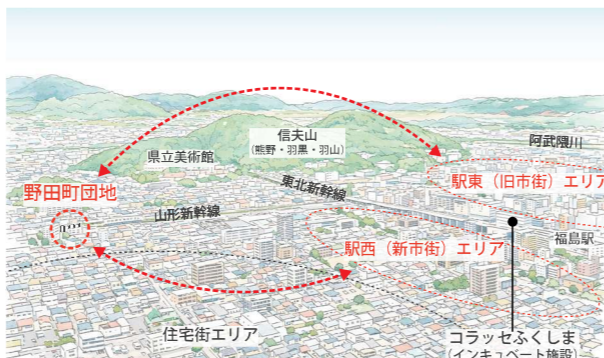 信夫山
(熊野・羽黒・羽山)
阿武隈川
県立美術館
東北新幹線
駅東（旧市街）エリア
野田町団地
山形新幹線
福島駅
駅西（新市街）エリア
住宅街エリア
コラッセふくしま
(インキュベート施設)